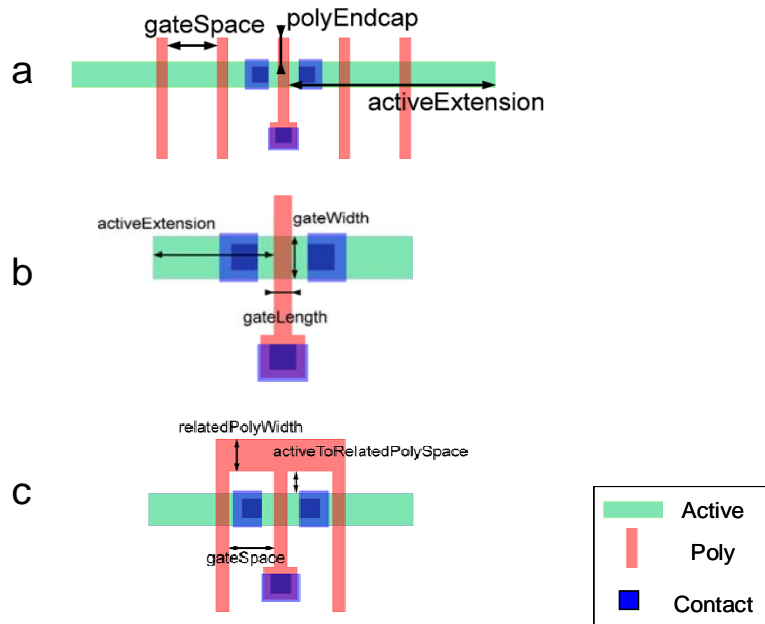 gateSpace
polyEndcap
a
activeExtension
activeExtension
gateWidth
b
gateLength
relatedPolyWidth
activeToRelatedPolySpace
c
gateSpace
Active
Poly
Contact